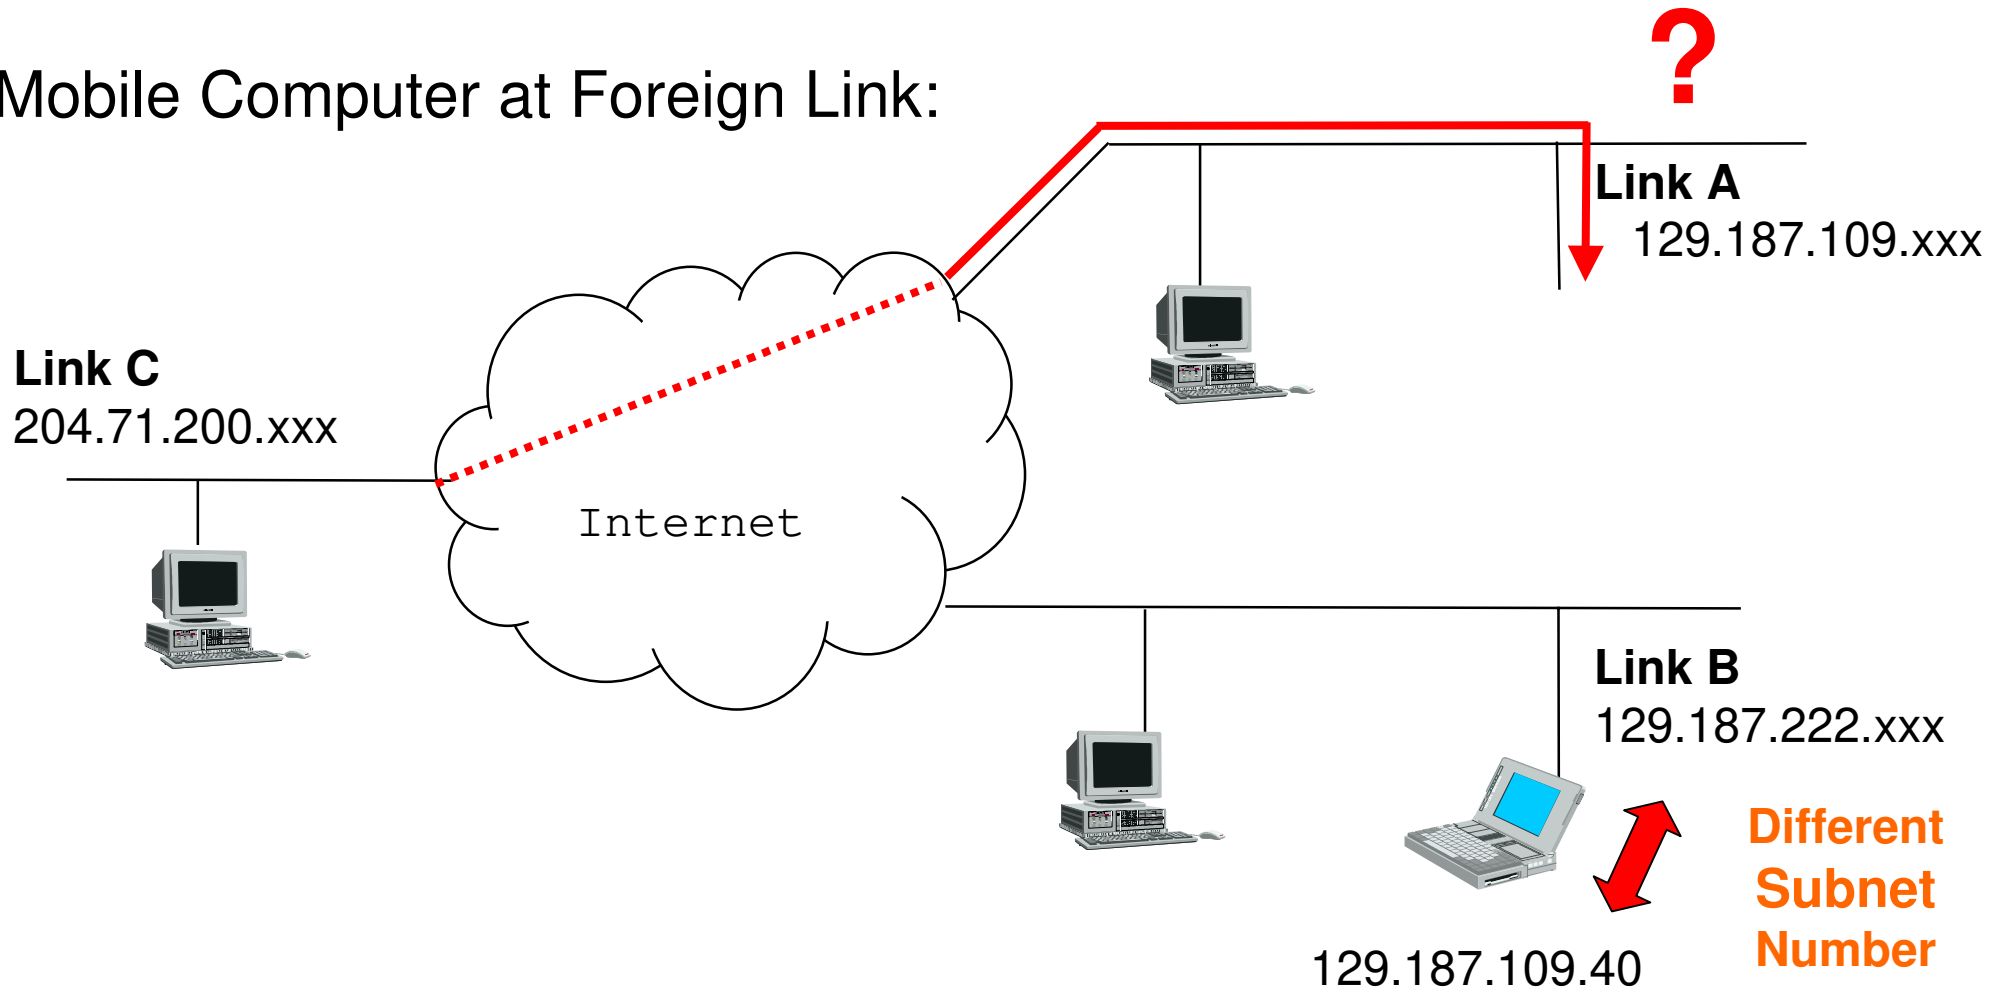 ?
Mobile Computer at Foreign Link:
Link A
129.187.109.xxx
Link C
204.71.200.xxx
Internet
Link B
129.187.222.xxx
Different
Subnet
Number
129.187.109.40